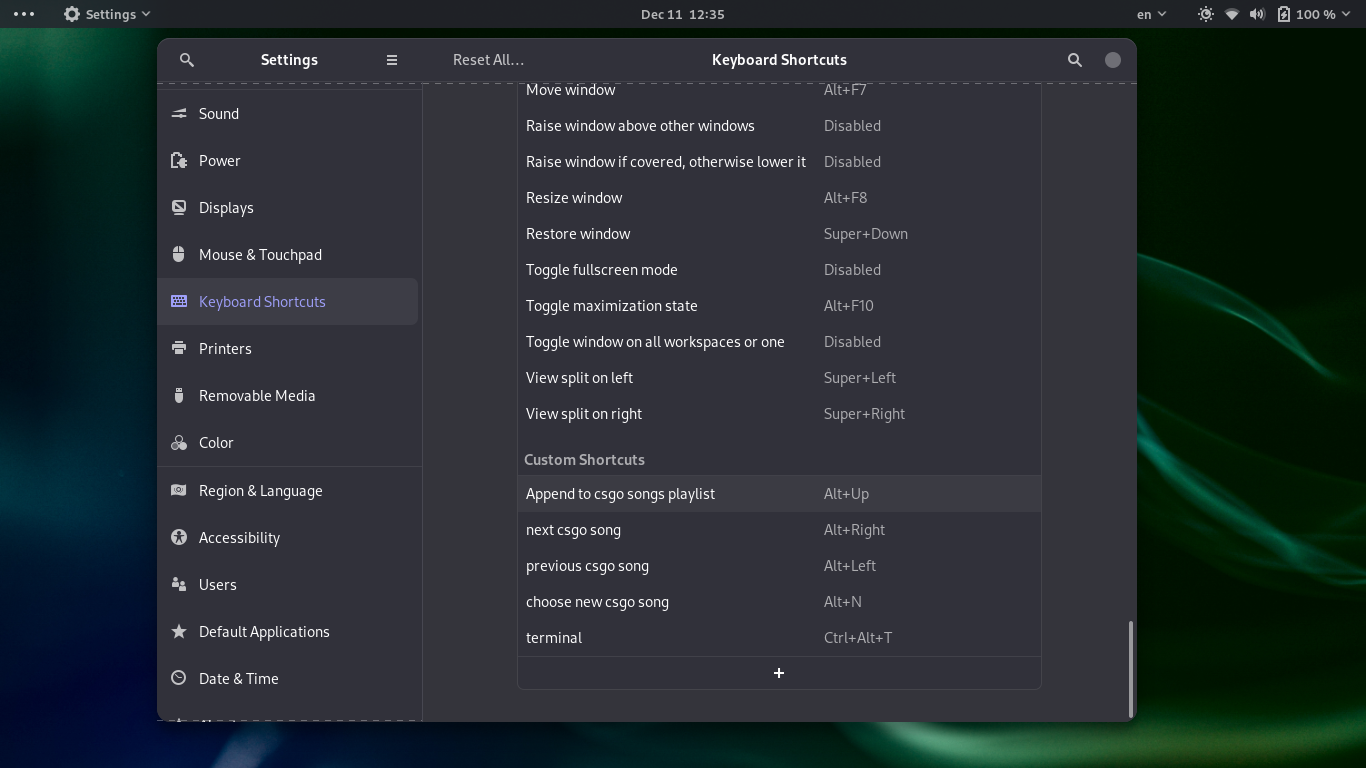 Settings
Dec 11 12:35
en
100 %
Settings
Reset All...
Keyboard Shortcuts
Sound
Power
Displays
Mouse & Touchpad
Keyboard Shortcuts
Printers
Removable Media
Color
Region & Language
Accessibility
Users
Default Applications
Date & Time
Move window Alt+F7
Raise window above other windows Disabled
Raise window if covered, otherwise lower it Disabled
Resize window Alt+F8
Restore window Super+Down
Toggle fullscreen mode Disabled
Toggle maximization state Alt+F10
Toggle window on all workspaces or one Disabled
View split on left Super+Left
View split on right Super+Right
Custom Shortcuts
Append to csgo songs playlist Alt+Up
next csgo song Alt+Right
previous csgo song Alt+Left
choose new csgo song Alt+N
terminal Ctrl+Alt+T
+